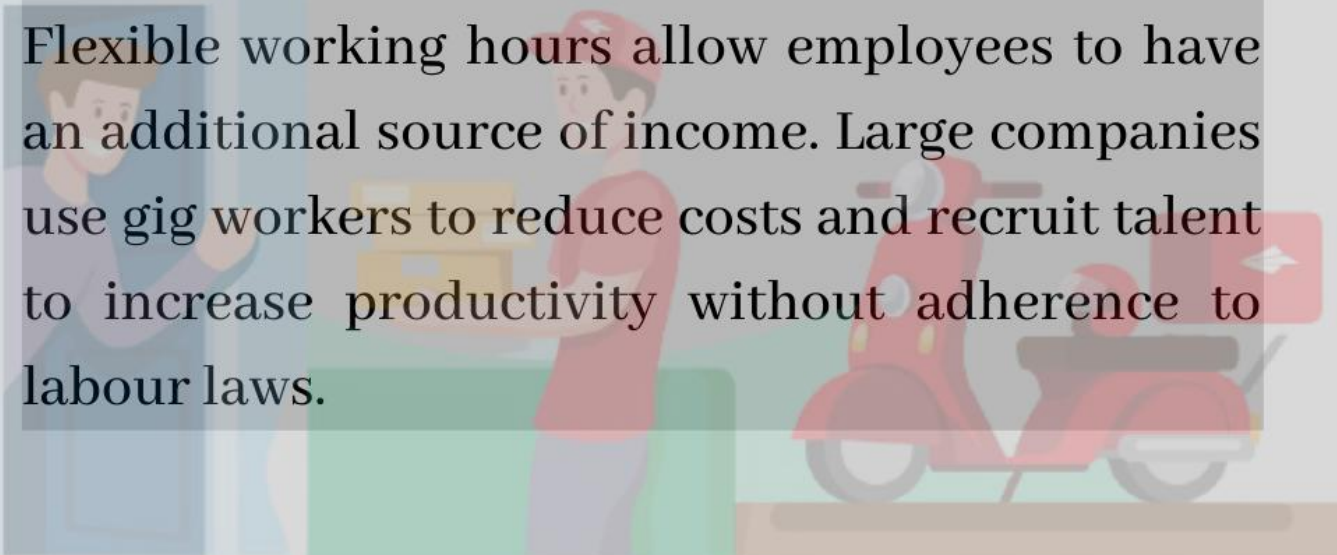 Flexible working hours allow employees to have
an additional source of income. Large companies
use gig workers to reduce costs and recruit talent
to increase productivity without adherence to
labour laws.